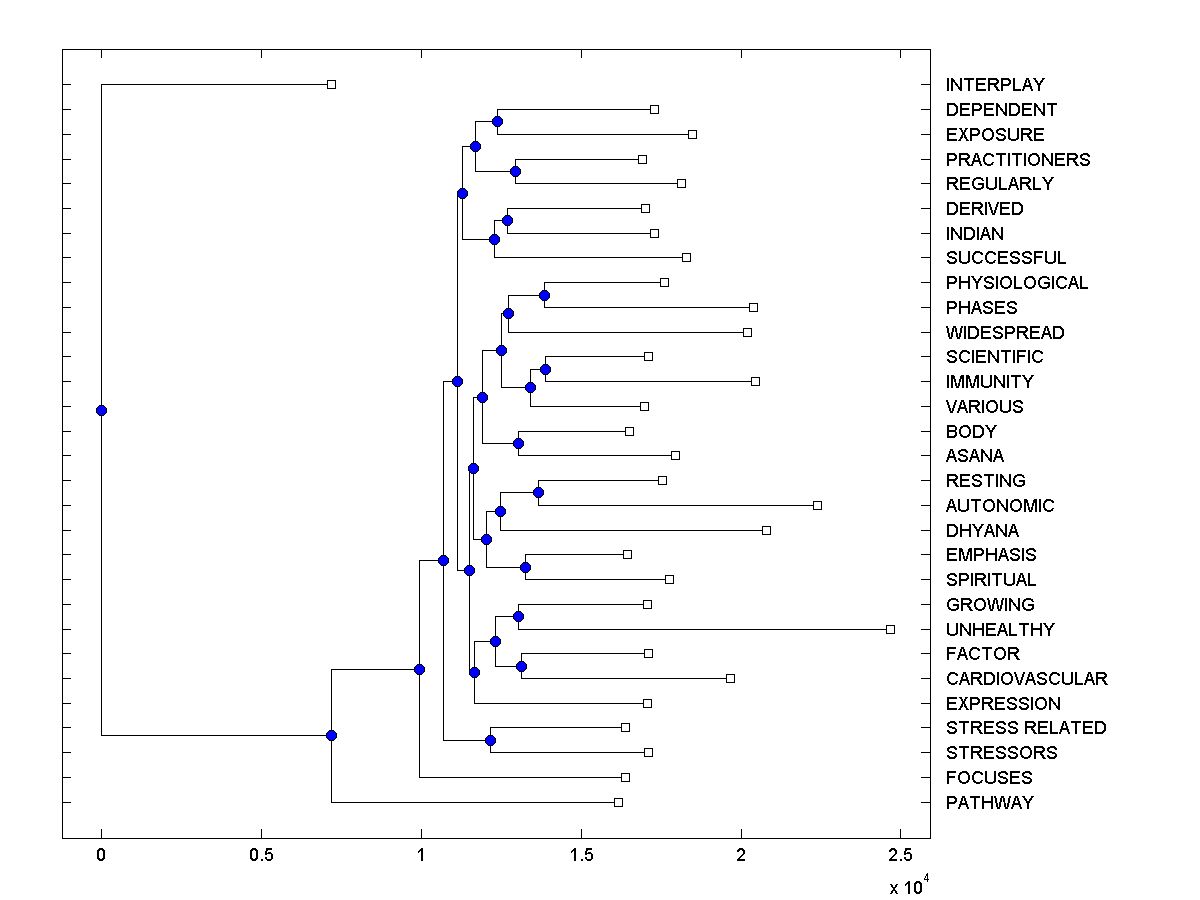 INTERPLAY
DEPENDENT
EXPOSURE
PRACTITIONERS
REGULARLY
DERIVED
INDIAN
SUCCESSFUL
PHYSIOLOGICAL
PHASES
WIDESPREAD
SCIENTIFIC
IMMUNITY
VARIOUS
BODY
ASANA
RESTING
AUTONOMIC
DHYANA
EMPHASIS
SPIRITUAL
GROWING
UNHEALTHY
FACTOR
CARDIOVASCULAR
EXPRESSION
STRESS RELATED
STRESSORS
FOCUSES
PATHWAY
0 0.5 1 1.5 2 2.5
x 10^4